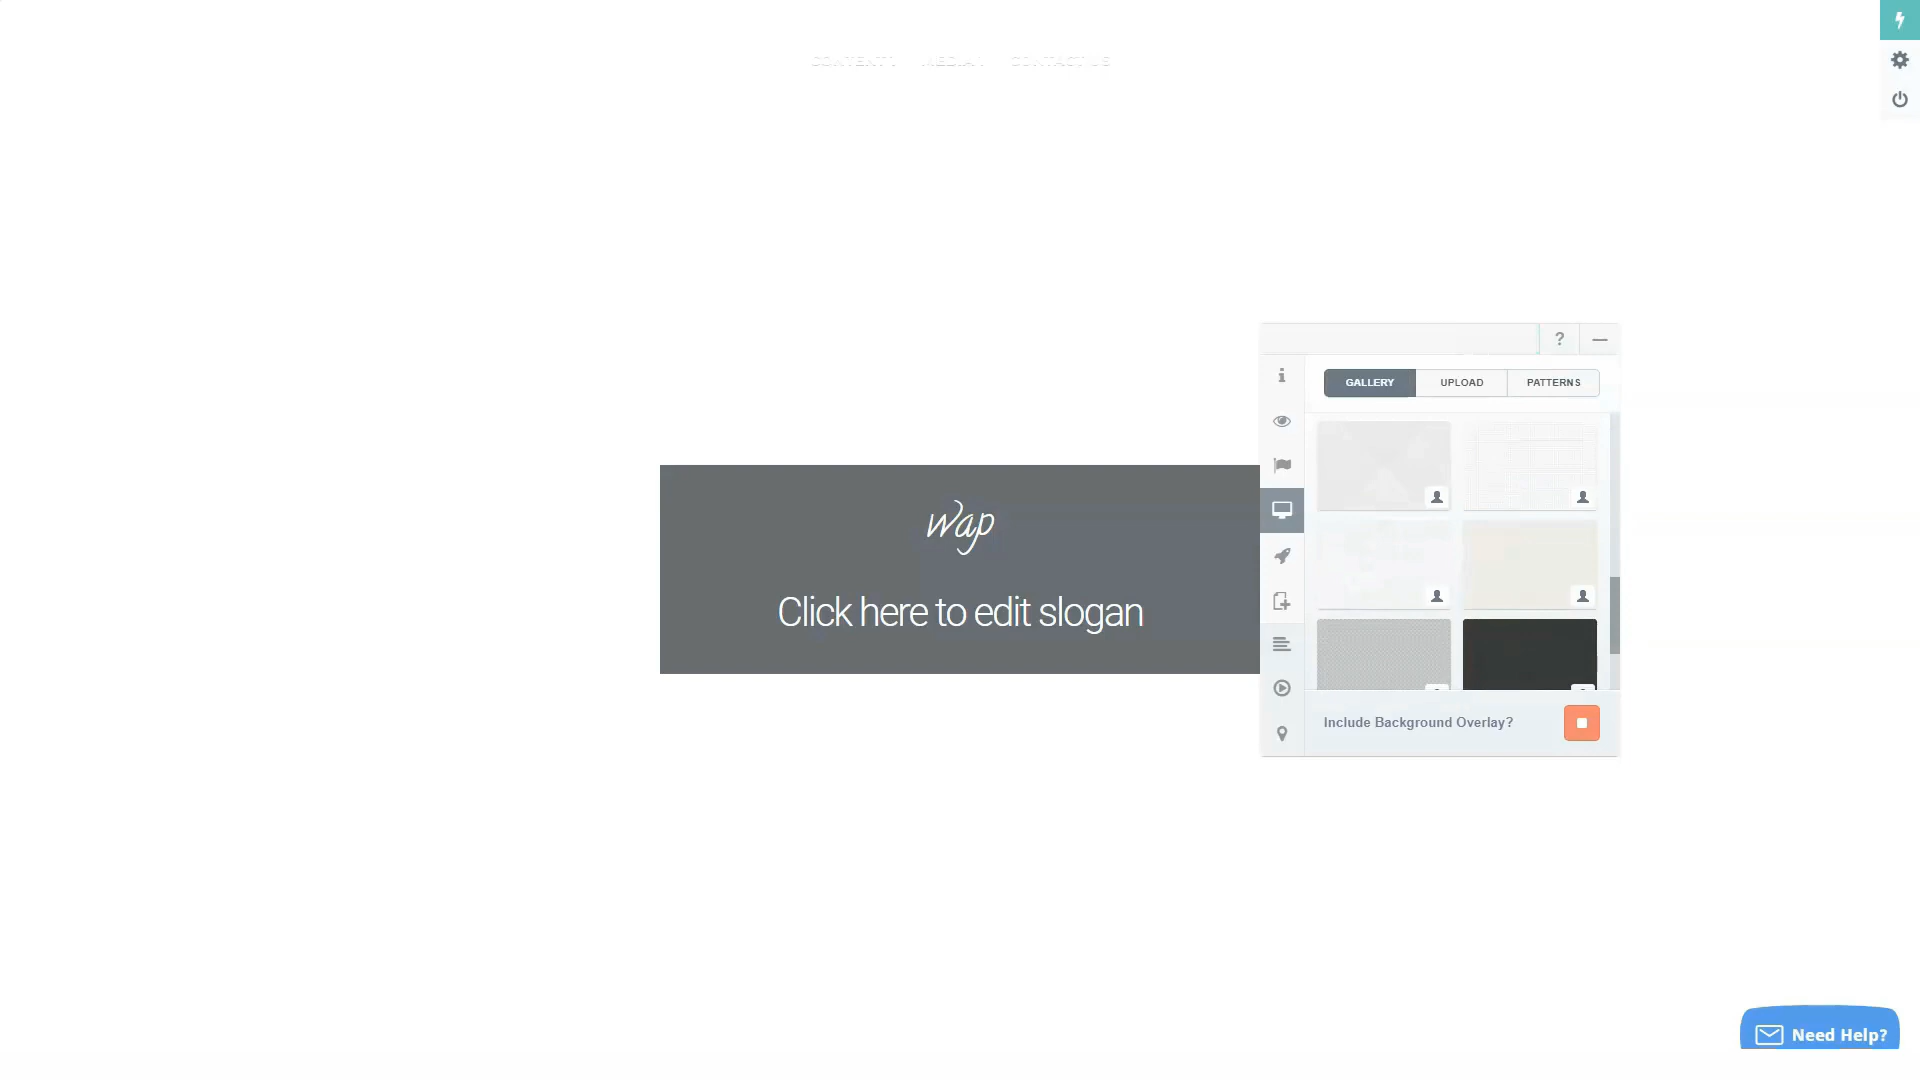 CONTENT MEDIA CONTACT US
?
GALLERY UPLOAD PATTERNS
Wap
Click here to edit slogan
Include Background Overlay?
Need Help?